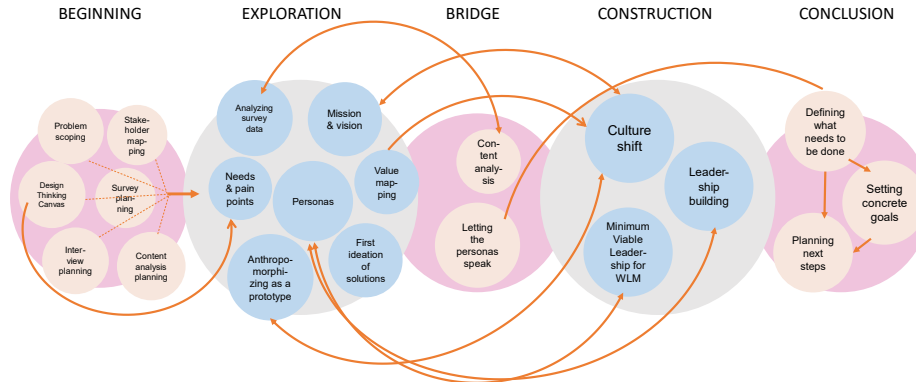 BEGINNING
EXPLORATION
BRIDGE
CONSTRUCTION
CONCLUSION
Problem
scoping
Stake-
holder
map-
ping
Design
Thinking
Canvas
Survey
plan-
ning
Inter-
view
planning
Content
analysis
planning
Analyzing
survey
data
Mission
& vision
Needs
& pain
points
Personas
Value
map-
ping
Anthropo-
morphi-
zing as a
prototype
First
ideation
of
solutions
Con-
tent
analy-
sis
Letting
the
personas
speak
Culture
shift
Leader-
ship
building
Minimum
Viable
Leader-
ship for
WLM
Defining
what
needs to
be done
Setting
concrete
goals
Planning
next
steps